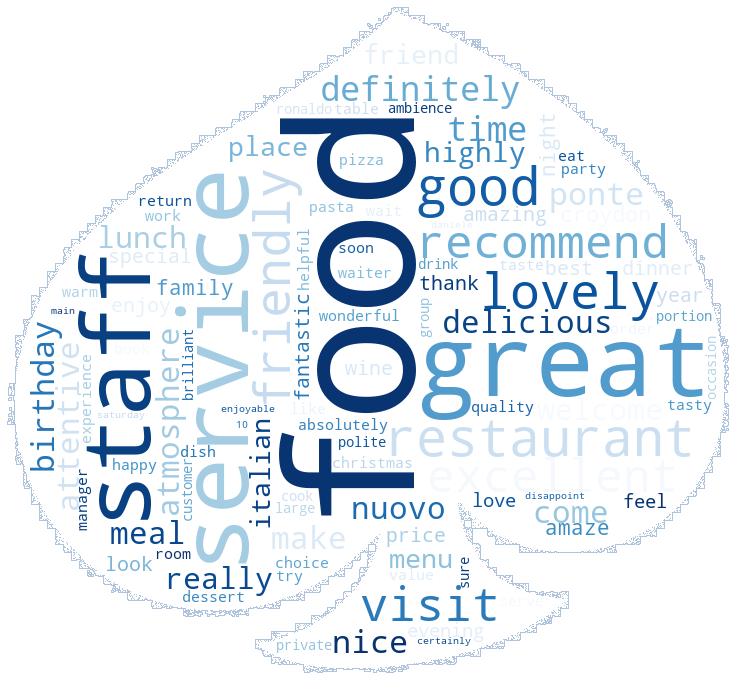 friend
definitely
ronaldo
table
ambience
time
place
highly
night
pizza
eat
party
good
return
work
pasta
wait
amazing
croydon
ponte
daniele
lunch
special
service
friendly
helpful
soon
waiter
food
recommend
drink
taste
best
dinner
staff
family
warm
enjoy
main
wonderful
fantastic
group
thank
lovely
year
delicious
order
portion
birthday
attentive
experience
book
atmosphere
brilliant
wine
great
occasion
saturday
enjoyable
10
like
absolutely
quality
welcome
tasty
italian
polite
restaurant
happy
dish
customer
christmas
excellent
manager
cook
large
nuovo
love
disappoint
feel
come
meal
make
amaze
room
look
price
menu
choice
try
really
value
sure
dessert
visit
serve
evening
private
nice
certainly